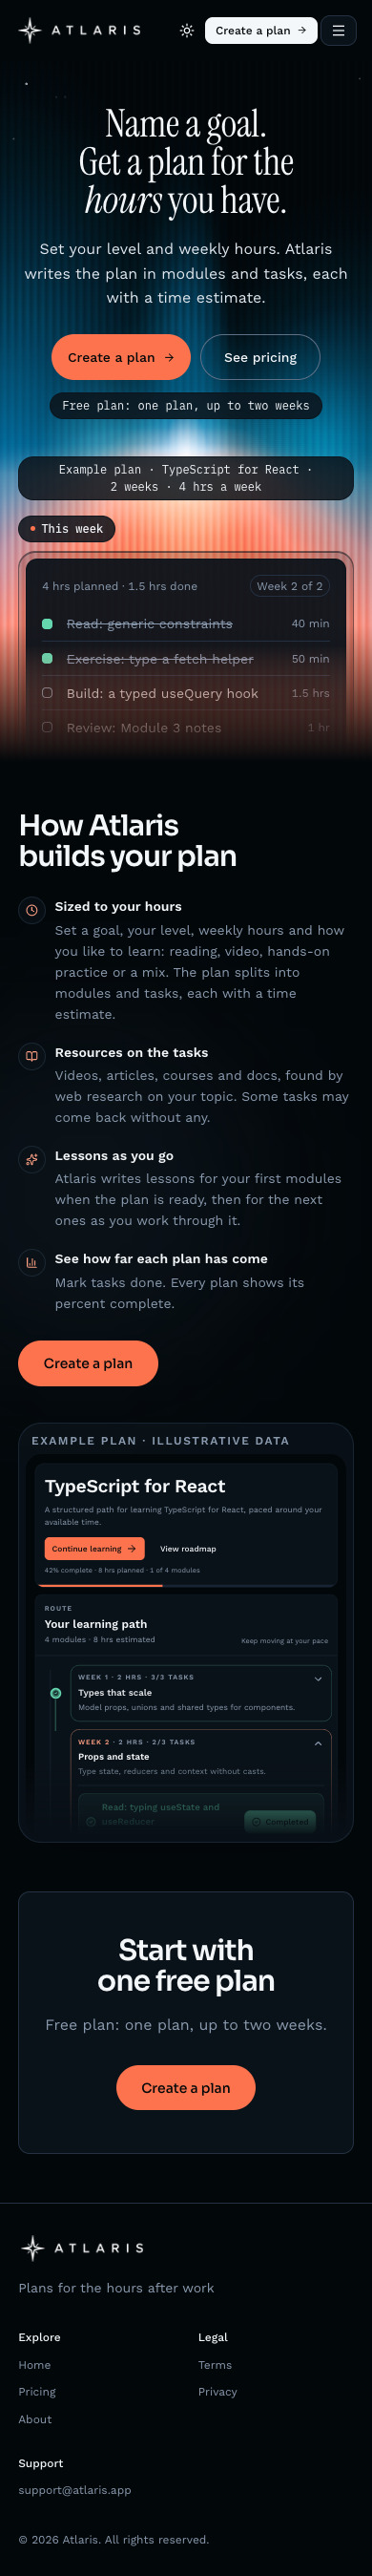 ATLARIS
Create a plan →
Name a goal.
Get a plan for the
hours you have.
Set your level and weekly hours. Atlaris
writes the plan in modules and tasks, each
with a time estimate.
Create a plan →
See pricing
Free plan: one plan, up to two weeks
Example plan · TypeScript for React ·
2 weeks · 4 hrs a week
This week
4 hrs planned · 1.5 hrs done
Week 2 of 2
Read: generic constraints
40 min
Exercise: type a fetch helper
50 min
Build: a typed useQuery hook
1.5 hrs
Review: Module 3 notes
1 hr
How Atlaris
builds your plan
Sized to your hours
Set a goal, your level, weekly hours and how
you like to learn: reading, video, hands-on
practice or a mix. The plan splits into
modules and tasks, each with a time
estimate.
Resources on the tasks
Videos, articles, courses and docs, found by
web research on your topic. Some tasks may
come back without any.
Lessons as you go
Atlaris writes lessons for your first modules
when the plan is ready, then for the next
ones as you work through it.
See how far each plan has come
Mark tasks done. Every plan shows its
percent complete.
Create a plan
EXAMPLE PLAN · ILLUSTRATIVE DATA
TypeScript for React
A structured path for learning TypeScript for React, paced around your
available time.
Continue learning →
View roadmap
42% complete · 8 hrs planned · 1 of 4 modules
ROUTE
Your learning path
4 modules · 8 hrs estimated
Keep moving at your pace
WEEK 1 · 2 HRS · 3/3 TASKS
Types that scale
Model props, unions and shared types for components.
WEEK 2 · 2 HRS · 2/3 TASKS
Props and state
Type state, reducers and context without casts.
Read: typing useState and
useReducer
Completed
Start with
one free plan
Free plan: one plan, up to two weeks.
Create a plan
ATLARIS
Plans for the hours after work
Explore
Legal
Home
Terms
Pricing
Privacy
About
Support
support@atlaris.app
© 2026 Atlaris. All rights reserved.